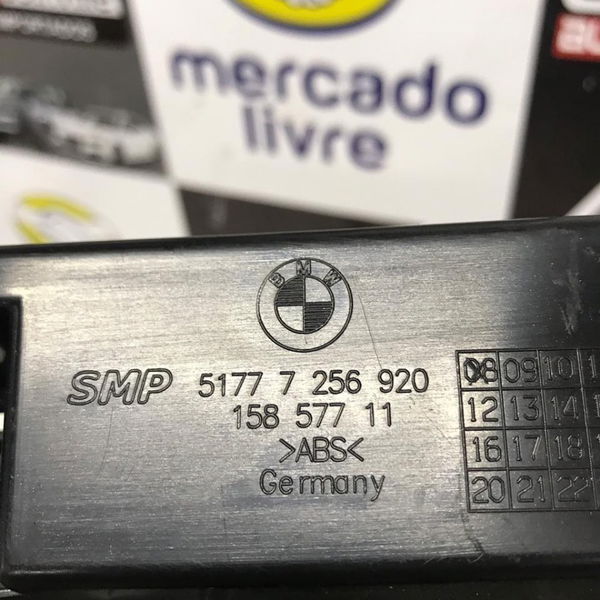 mercado
livre
BMW
SMP 5177 7 256 920
158 577 11
>ABS<
Germany
08 09 10
12 13 14
16 17 18
20 21 22